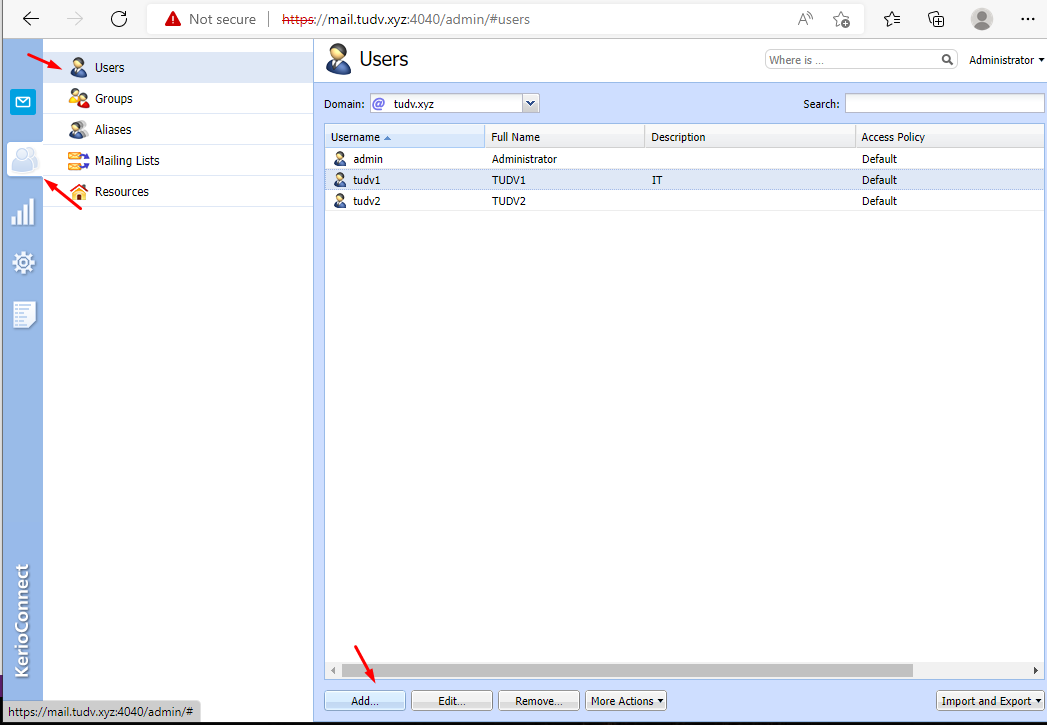 Not secure
https://mail.tudv.xyz:4040/admin/#users
Users
Groups
Aliases
Mailing Lists
Resources
KerioConnect
Users
Where is ...
Administrator
Domain: @ tudv.xyz
Search:
Username Full Name Description Access Policy
admin Administrator Default
tudv1 TUDV1 IT Default
tudv2 TUDV2 Default
Add... Edit... Remove... More Actions Import and Export
https://mail.tudv.xyz:4040/admin/#